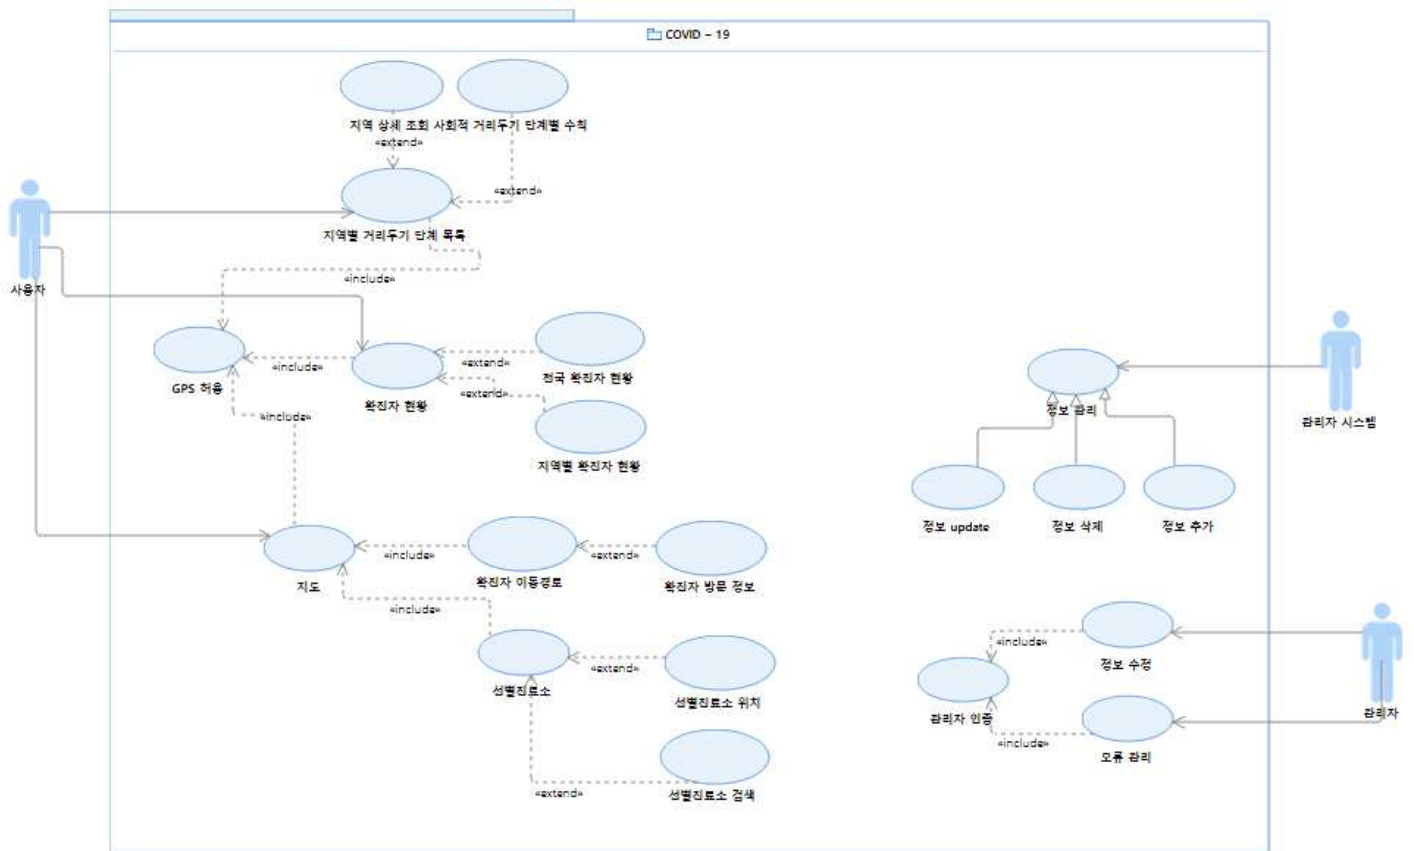 COVID - 19
지역 상세 조회 사회적 거리두기 단계별 수칙
«extend»
«extend»
지역별 거리두기 단계 목록
«include»
사용자
GPS 허용
«include»
확진자 현황
«extend»
전국 확진자 현황
«extend»
«include»
지역별 확진자 현황
정보 관리
관리자 시스템
정보 update
정보 삭제
정보 추가
지도
«include»
확진자 이동경로
«extend»
확진자 방문 정보
«include»
선별진료소
«extend»
선별진료소 위치
«extend»
선별진료소 검색
«include»
정보 수정
관리자 인증
«include»
오류 관리
관리자